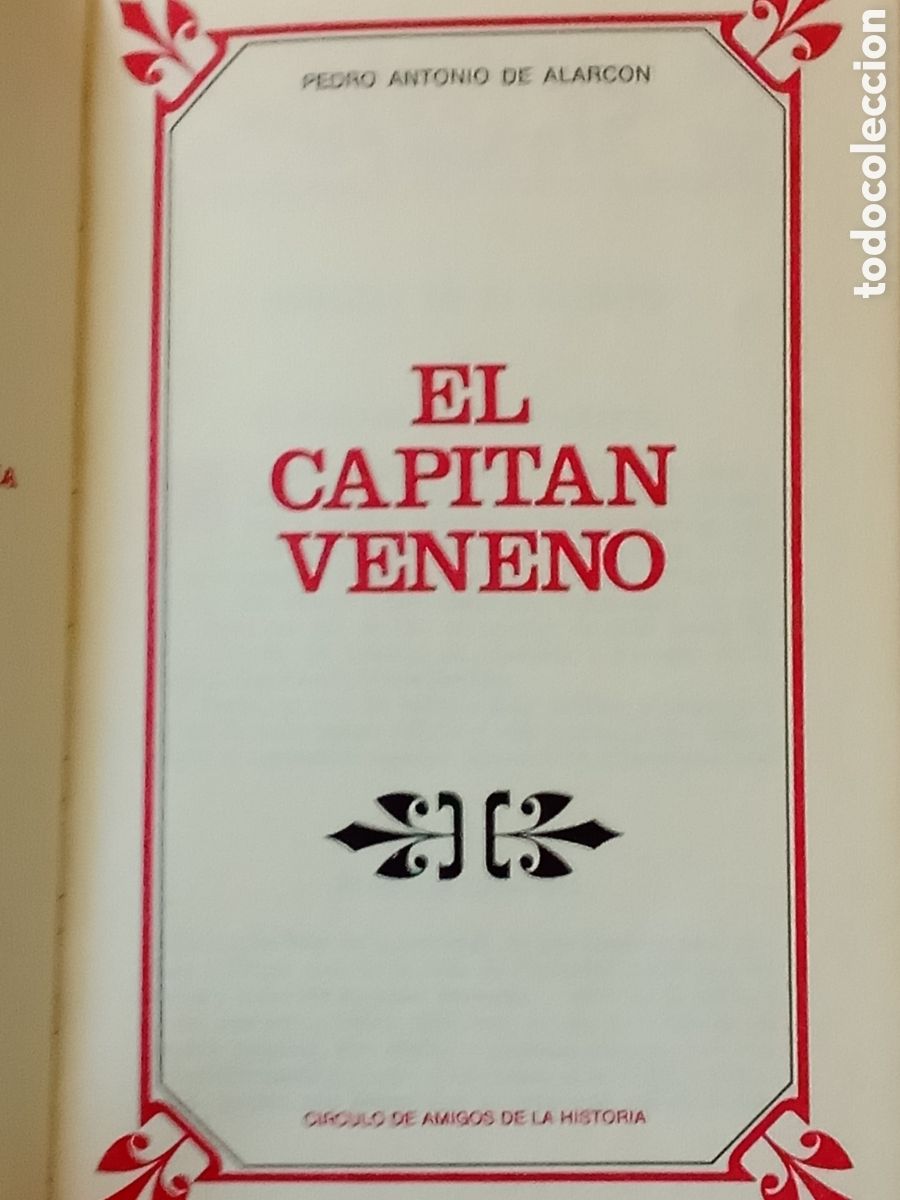 PEDRO ANTONIO DE ALARCON
EL
CAPITAN
VENENO
CIRCULO DE AMIGOS DE LA HISTORIA
todocoleccion